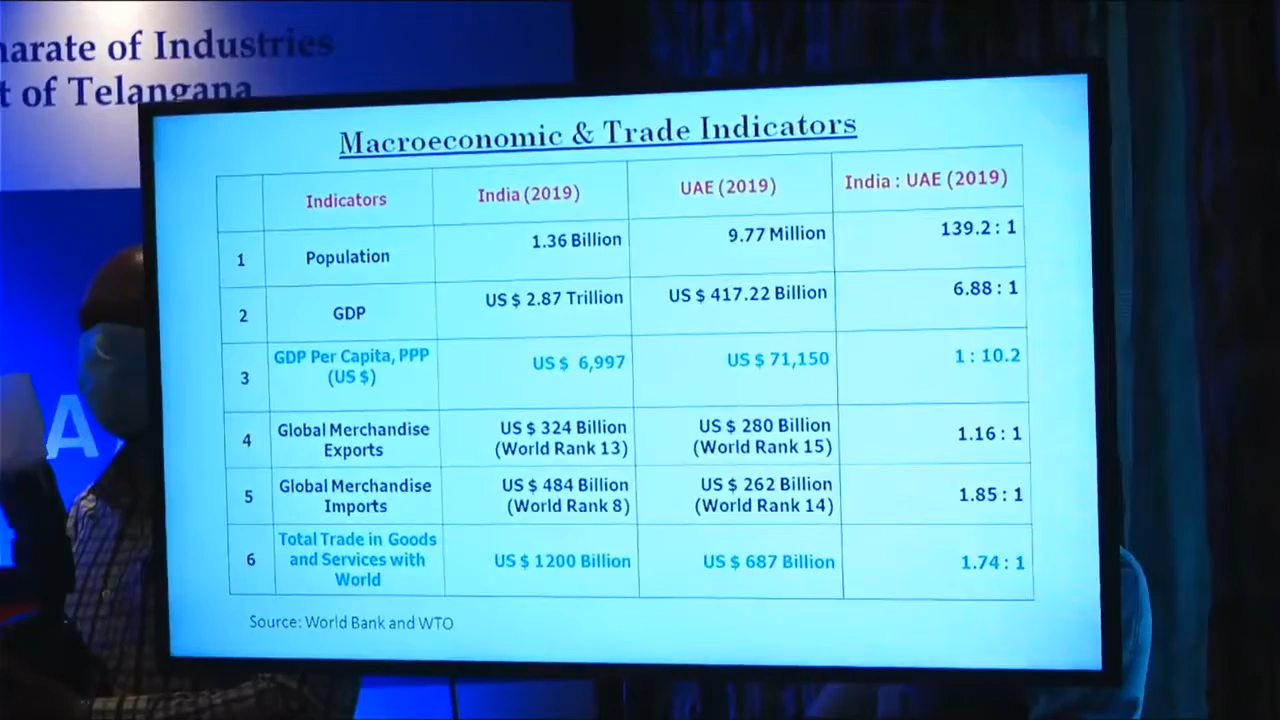 of Industries
of Telangana
Macroeconomic & Trade Indicators
Indicators India (2019) UAE (2019) India : UAE (2019)
1 Population 1.36 Billion 9.77 Million 139.2 : 1
2 GDP US $ 2.87 Trillion US $ 417.22 Billion 6.88 : 1
3 GDP Per Capita, PPP (US $) US $ 6,997 US $ 71,150 1 : 10.2
4 Global Merchandise Exports US $ 324 Billion (World Rank 13) US $ 280 Billion (World Rank 15) 1.16 : 1
5 Global Merchandise Imports US $ 484 Billion (World Rank 8) US $ 262 Billion (World Rank 14) 1.85 : 1
6 Total Trade in Goods and Services with World US $ 1200 Billion US $ 687 Billion 1.74 : 1
Source: World Bank and WTO